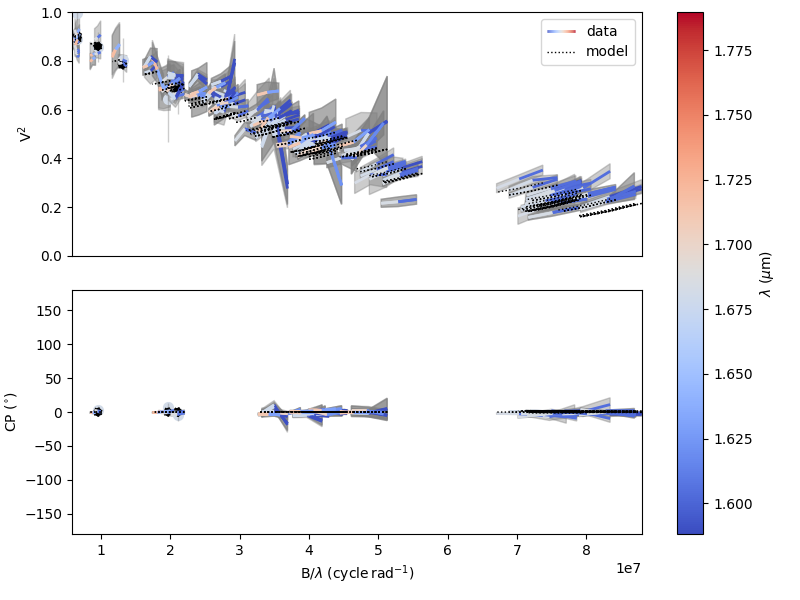 1.0
0.8
0.6
0.4
0.2
0.0
V²
data
model
150
100
50
0
−50
−100
−150
CP (°)
1 2 3 4 5 6 7 8
1e7
B/λ (cycle rad⁻¹)
1.775
1.750
1.725
1.700
1.675
1.650
1.625
1.600
λ (μm)